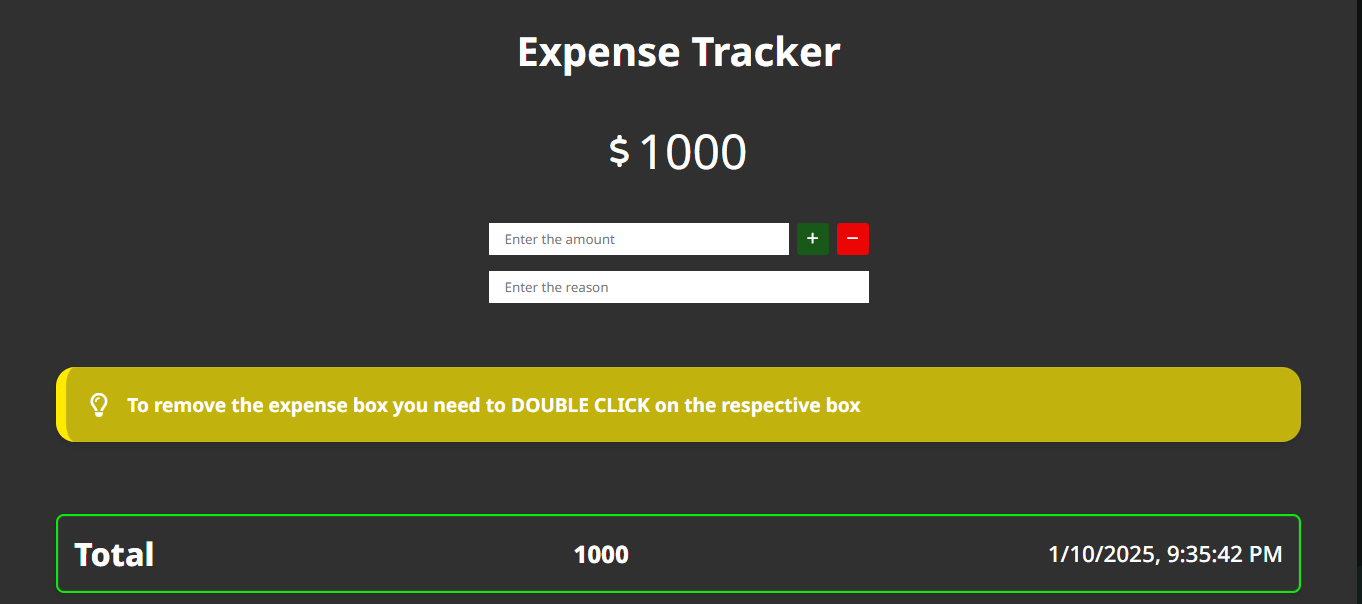 Expense Tracker
$ 1000
Enter the amount + −
Enter the reason
To remove the expense box you need to DOUBLE CLICK on the respective box
Total 1000 1/10/2025, 9:35:42 PM